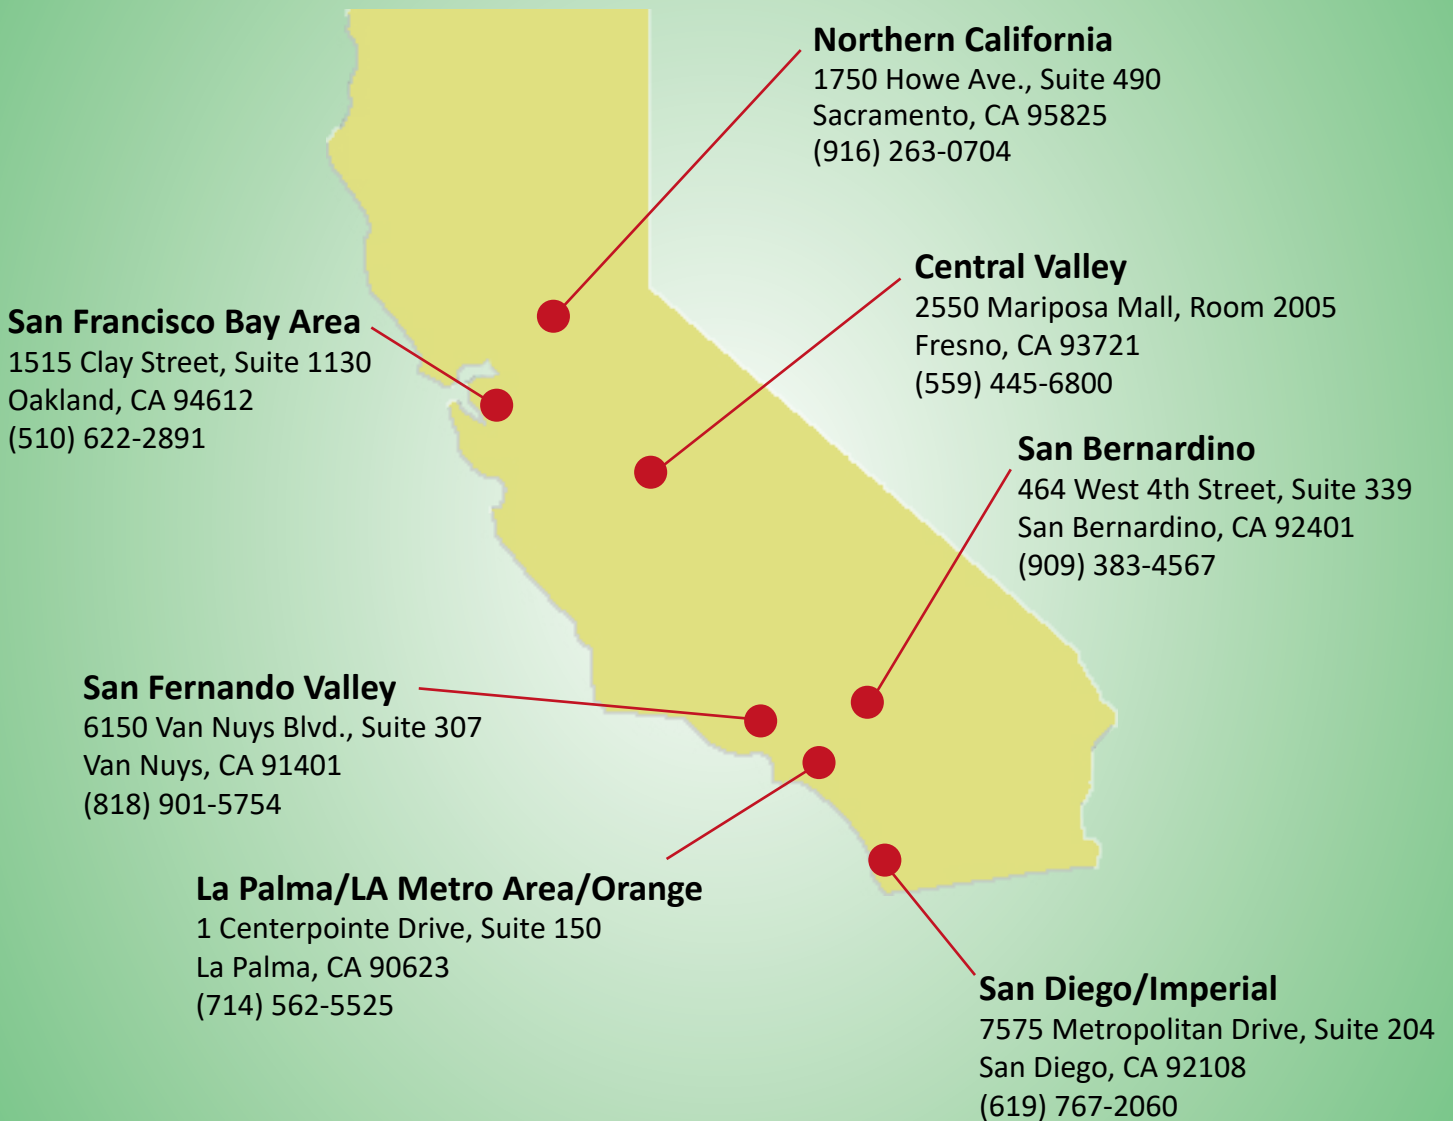 Northern California
1750 Howe Ave., Suite 490
Sacramento, CA 95825
(916) 263-0704
Central Valley
2550 Mariposa Mall, Room 2005
Fresno, CA 93721
(559) 445-6800
San Francisco Bay Area
1515 Clay Street, Suite 1130
Oakland, CA 94612
(510) 622-2891
San Bernardino
464 West 4th Street, Suite 339
San Bernardino, CA 92401
(909) 383-4567
San Fernando Valley
6150 Van Nuys Blvd., Suite 307
Van Nuys, CA 91401
(818) 901-5754
La Palma/LA Metro Area/Orange
1 Centerpointe Drive, Suite 150
La Palma, CA 90623
(714) 562-5525
San Diego/Imperial
7575 Metropolitan Drive, Suite 204
San Diego, CA 92108
(619) 767-2060